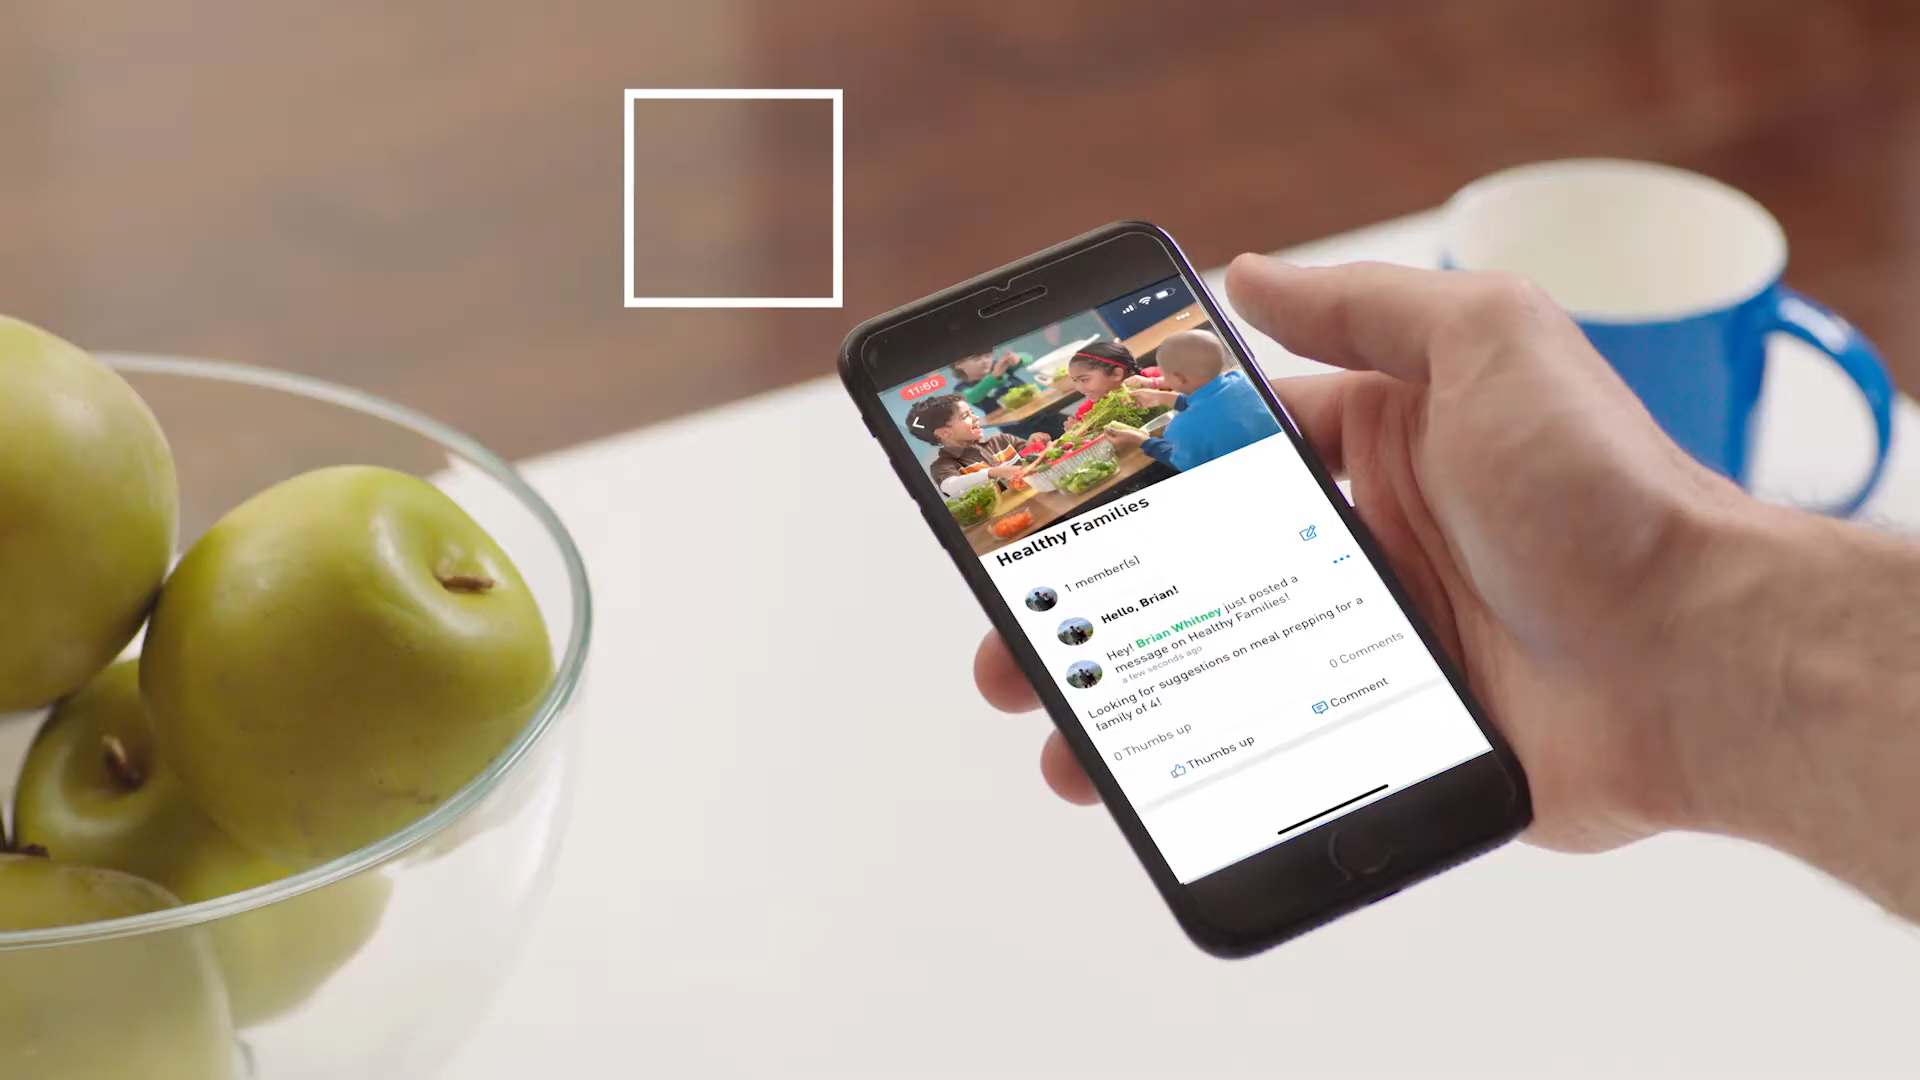 11:50
Healthy Families
1 member(s)
Hello, Brian!
Hey! Brian Whitney just posted a
message on Healthy Families!
a few seconds ago
Looking for suggestions on meal prepping for a
family of 4!
0 Thumbs up
0 Comments
Thumbs up
Comment